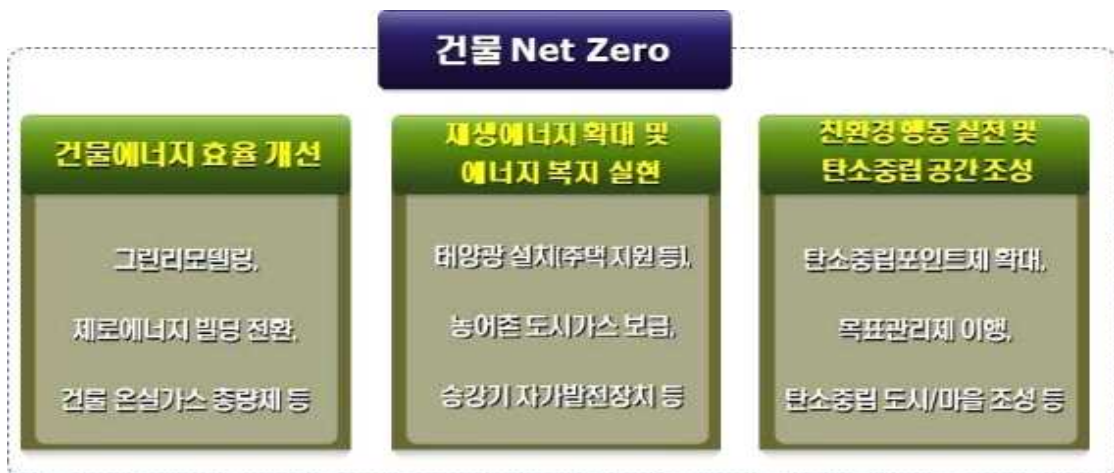 건물 Net Zero
건물에너지 효율 개선
그린리모델링,
제로에너지 빌딩 전환,
건물 온실가스 총량제 등
재생에너지 확대 및
에너지 복지 실현
태양광 설치(주택 지원 등),
농어촌 도시가스 보급,
승강기 자가발전장치 등
친환경 행동 실천 및
탄소중립 공간 조성
탄소중립포인트제 확대,
목표관리제 이행,
탄소중립 도시/마을 조성 등